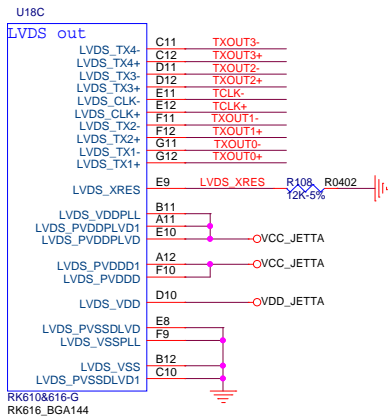 U18C
LVDS out
LVDS_TX4- C11 TXOUT3-
LVDS_TX4+ C12 TXOUT3+
LVDS_TX3- D11 TXOUT2-
LVDS_TX3+ D12 TXOUT2+
LVDS_CLK- E11 TCLK-
LVDS_CLK+ E12 TCLK+
LVDS_TX2- F11 TXOUT1-
LVDS_TX2+ F12 TXOUT1+
LVDS_TX1- G11 TXOUT0-
LVDS_TX1+ G12 TXOUT0+
LVDS_XRES E9 LVDS_XRES R108 R0402
12K-5%
LVDS_VDDPLL B11
LVDS_PVDDPLVD1 A11
LVDS_PVDDPLVD E10 VCC_JETTA
LVDS_PVDDD1 A12 VCC_JETTA
LVDS_PVDDD F10
LVDS_VDD D10 VDD_JETTA
LVDS_PVSSDLVD E8
LVDS_VSSPLL F9
LVDS_VSS B12
LVDS_PVSSDLVD1 C10
RK610&616-G
RK616_BGA144